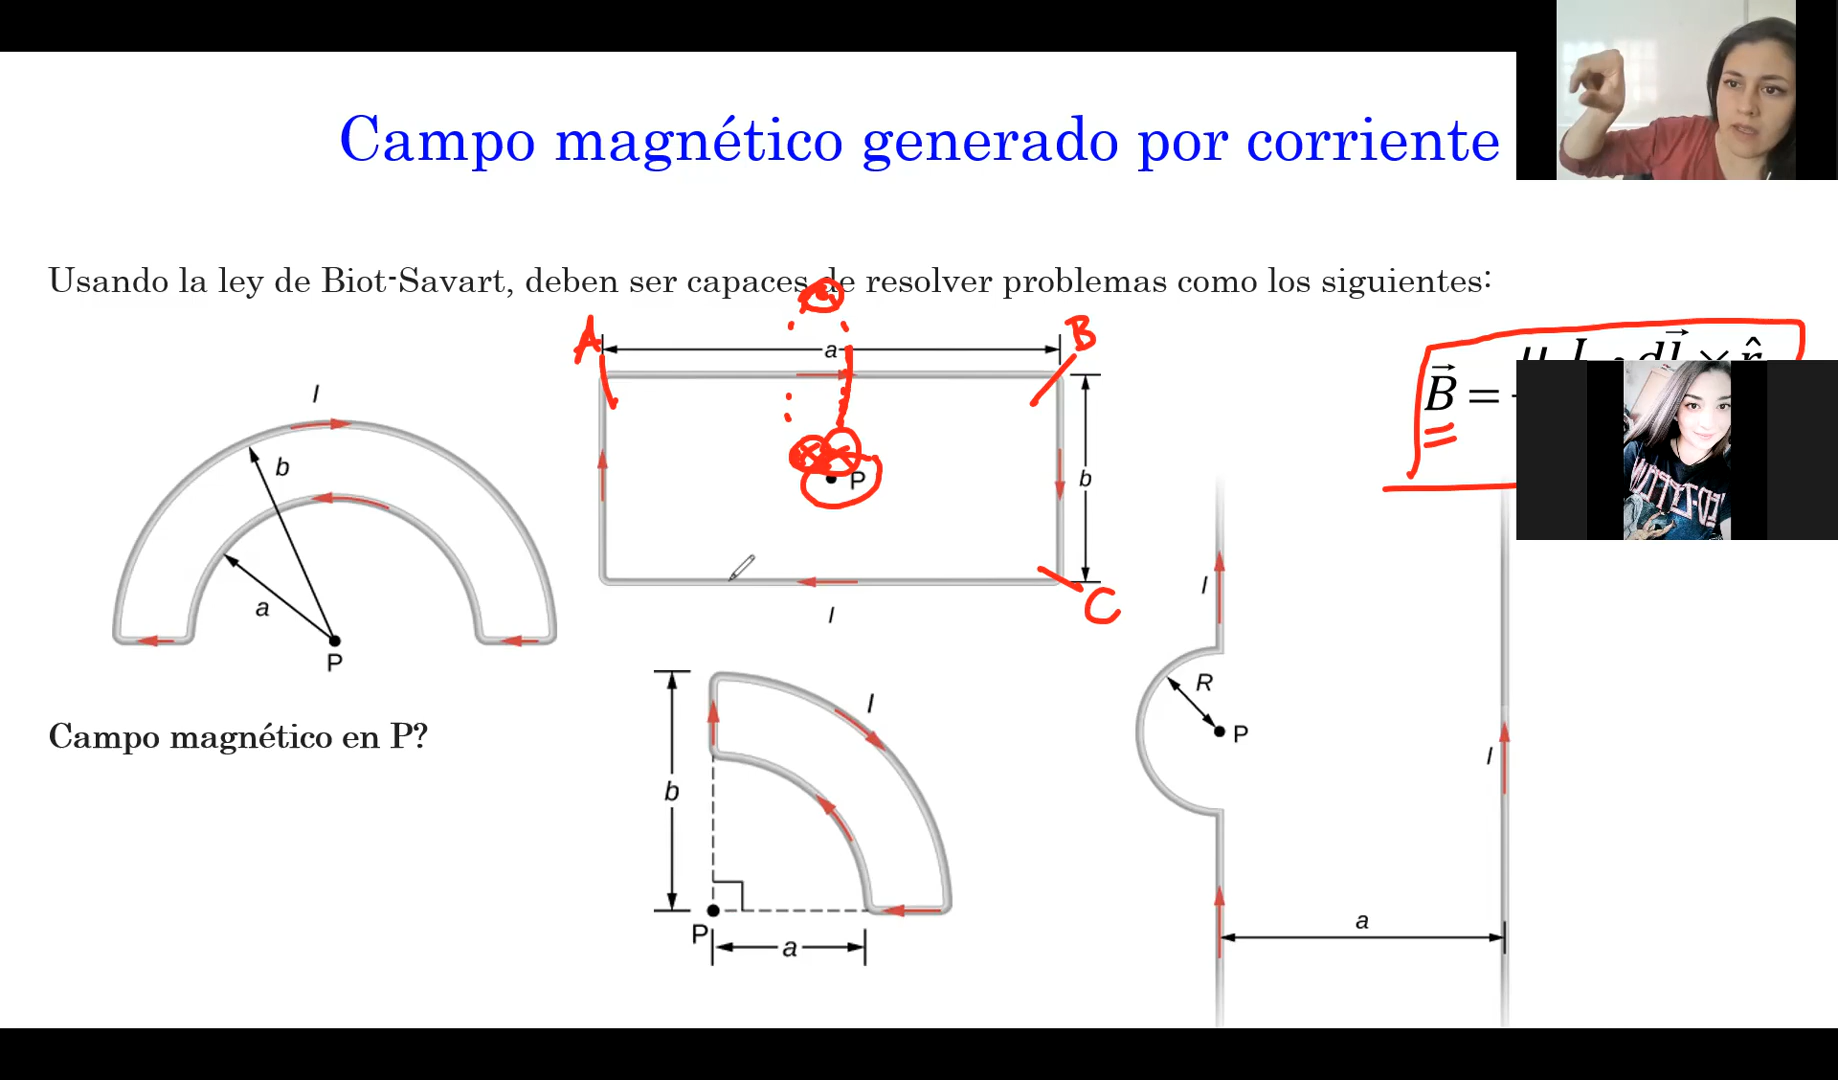 Campo magnético generado por corriente
Usando la ley de Biot-Savart, deben ser capaces de resolver problemas como los siguientes:
A
B
a
I
b
a
P
P
b
I
C
B =
I
R
P
I
a
I
b
P
a
Campo magnético en P?